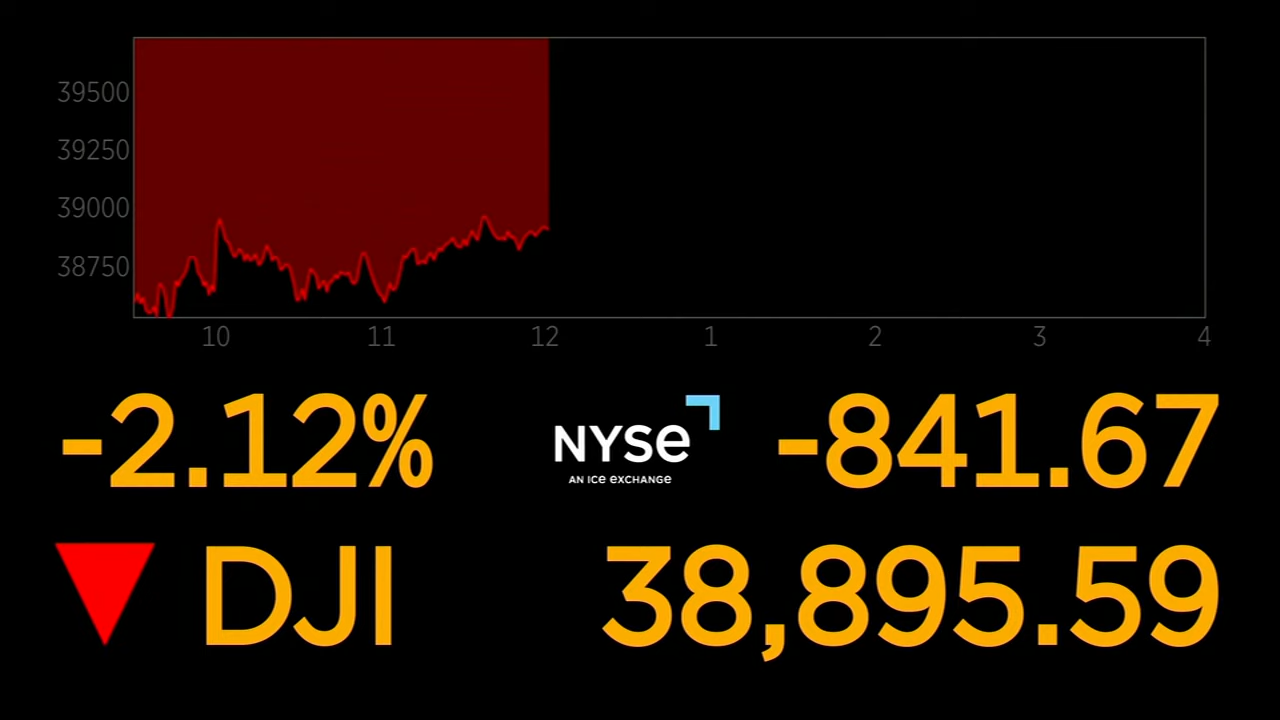 39500
39250
39000
38750
10 11 12 1 2 3 4
-2.12% NYSE -841.67
AN ICE EXCHANGE
DJI 38,895.59